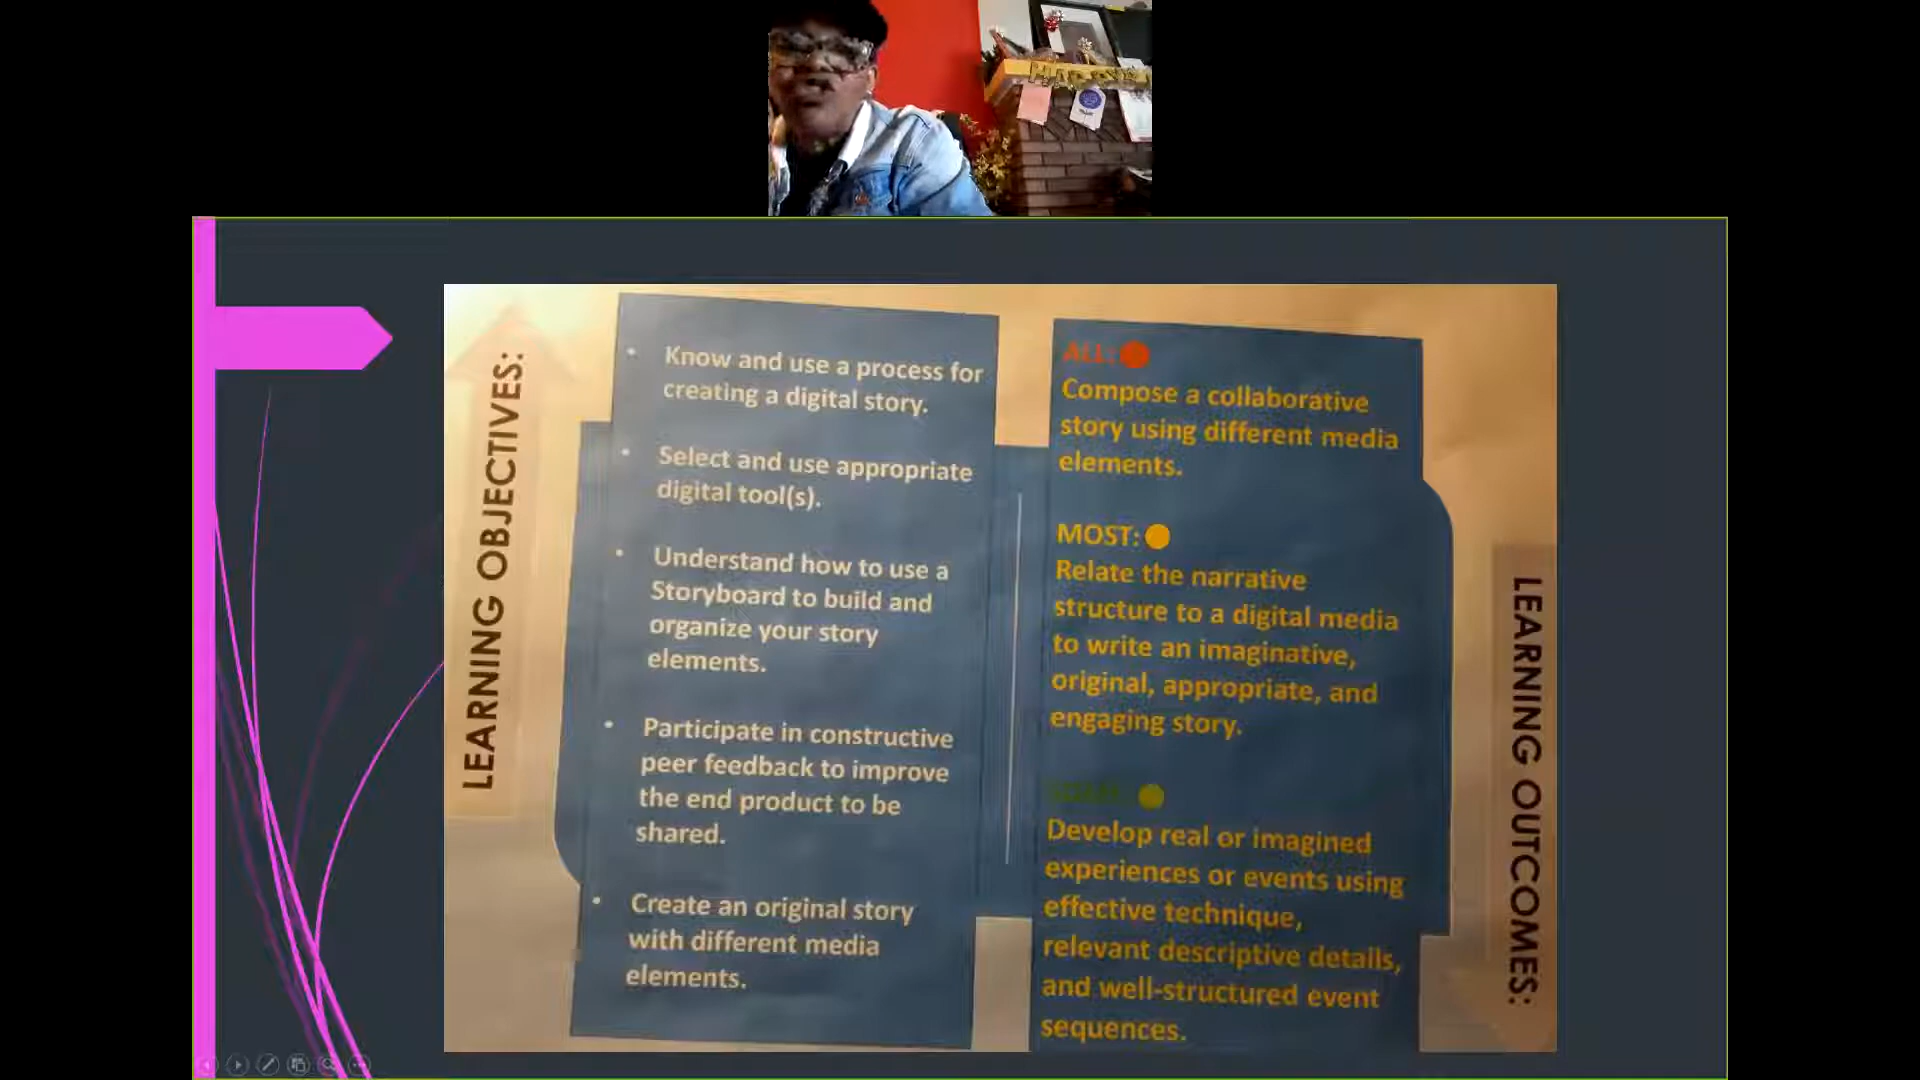 LEARNING OBJECTIVES:
Know and use a process for
creating a digital story.
Select and use appropriate
digital tool(s).
Understand how to use a
Storyboard to build and
organize your story
elements.
Participate in constructive
peer feedback to improve
the end product to be
shared.
Create an original story
with different media
elements.
ALL:
Compose a collaborative
story using different media
elements.
MOST:
Relate the narrative
structure to a digital media
to write an imaginative,
original, appropriate, and
engaging story.
Develop real or imagined
experiences or events using
effective technique,
relevant descriptive details,
and well-structured event
sequences.
LEARNING OUTCOMES: